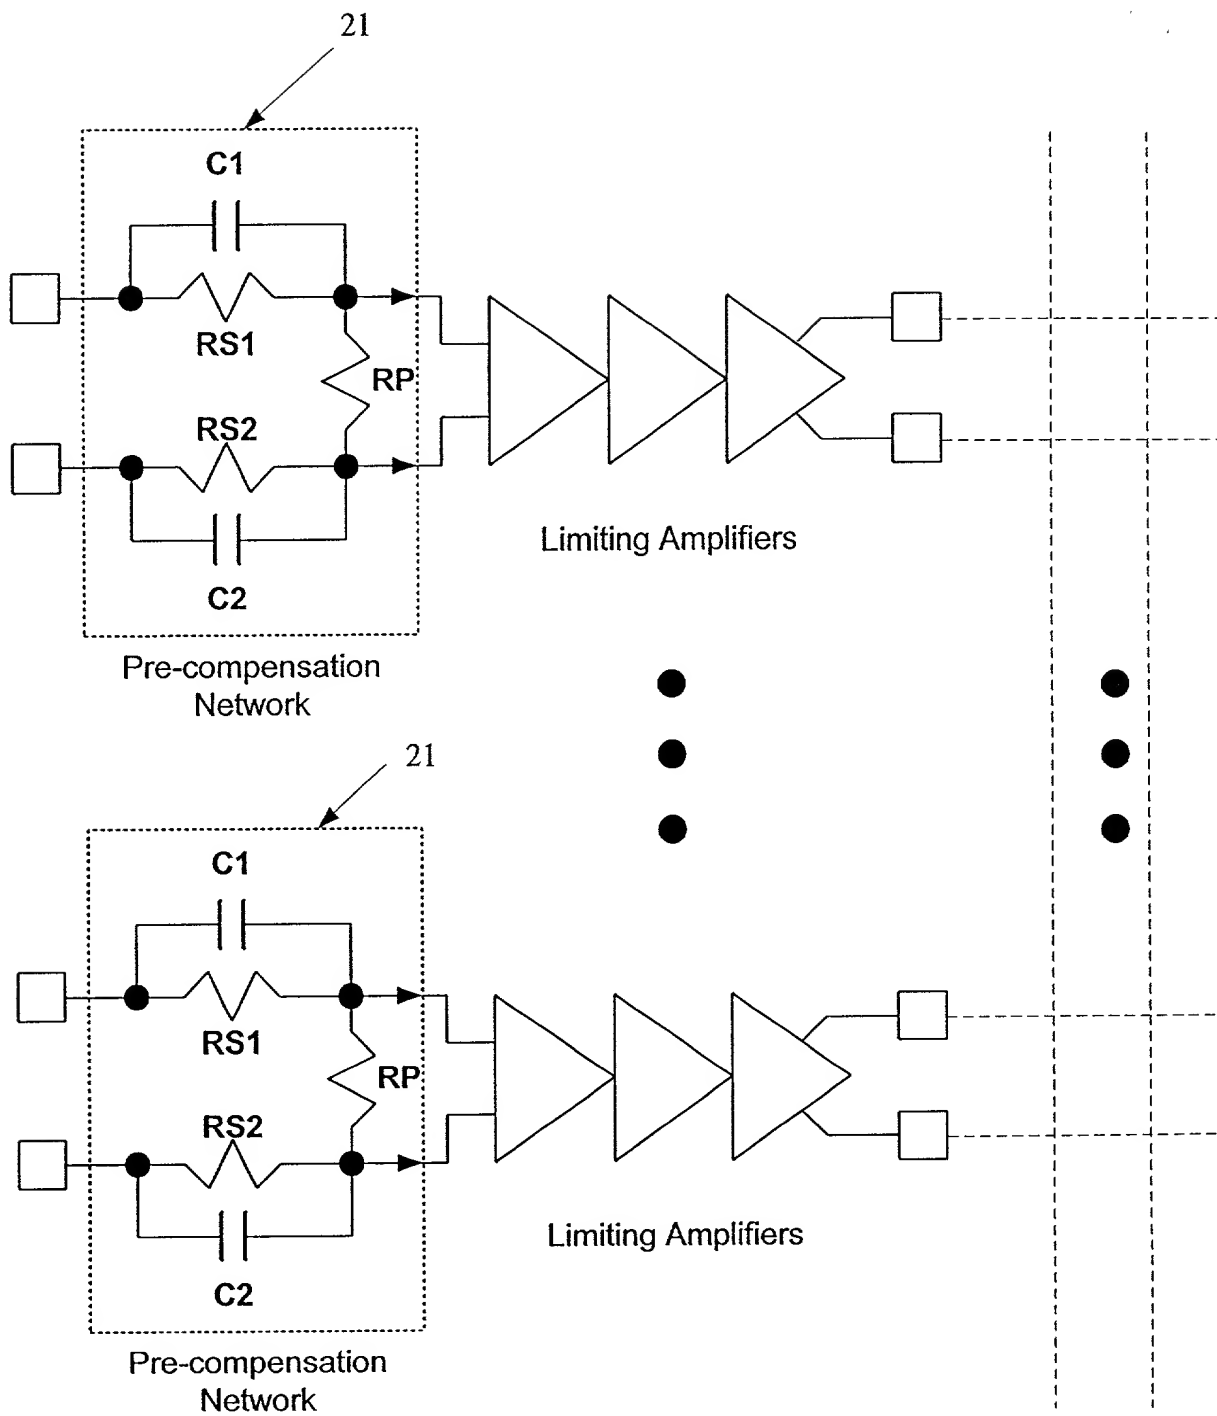 21
C1
RS1
RP
RS2
C2
Limiting Amplifiers
Pre-compensation
Network
21
C1
RS1
RP
RS2
C2
Limiting Amplifiers
Pre-compensation
Network